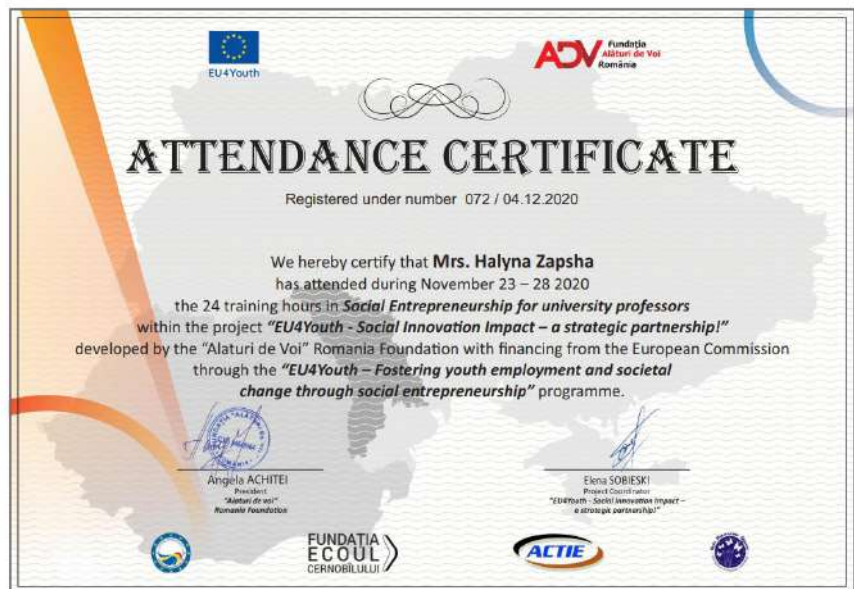 EU4Youth
ADV Fundația
Alături de Voi
România
ATTENDANCE CERTIFICATE
Registered under number 072 / 04.12.2020
We hereby certify that Mrs. Halyna Zapsha
has attended during November 23 – 28 2020
the 24 training hours in Social Entrepreneurship for university professors
within the project "EU4Youth - Social Innovation Impact – a strategic partnership!"
developed by the "Alaturi de Voi" Romania Foundation with financing from the European Commission
through the "EU4Youth – Fostering youth employment and societal
change through social entrepreneurship" programme.
Angela ACHITEI
President
"Alaturi de voi"
Romania Foundation
Elena SOBIESKI
Project Coordinator
"EU4Youth - Social Innovation Impact –
a strategic partnership!"
FUNDAȚIA
ECOUL
CERNOBÎLULUI
ACTIE